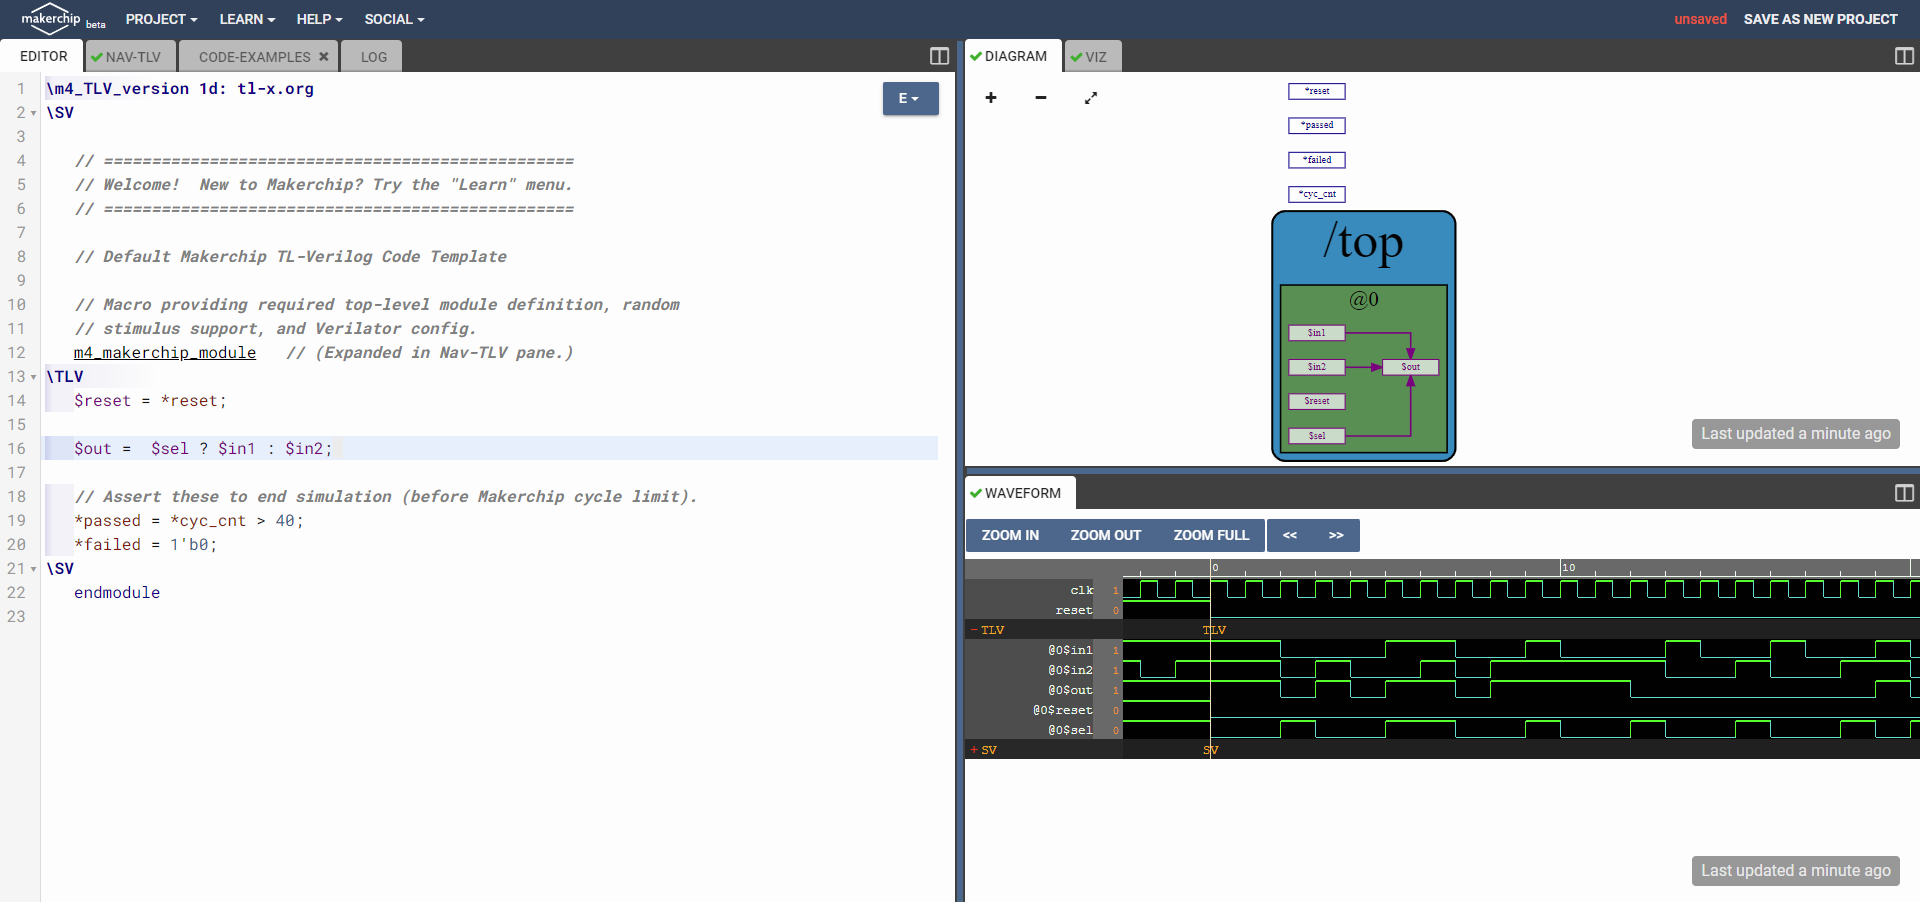 makerchip beta PROJECT LEARN HELP SOCIAL unsaved SAVE AS NEW PROJECT
EDITOR NAV-TLV CODE-EXAMPLES LOG
1 \m4_TLV_version 1d: tl-x.org
2 \SV
3
4 // =================================================
5 // Welcome!  New to Makerchip? Try the "Learn" menu.
6 // =================================================
7
8 // Default Makerchip TL-Verilog Code Template
9
10 // Macro providing required top-level module definition, random
11 // stimulus support, and Verilator config.
12 m4_makerchip_module   // (Expanded in Nav-TLV pane.)
13 \TLV
14 $reset = *reset;
15
16 $out =  $sel ? $in1 : $in2;
17
18 // Assert these to end simulation (before Makerchip cycle limit).
19 *passed = *cyc_cnt > 40;
20 *failed = 1'b0;
21 \SV
22 endmodule
23
E
DIAGRAM VIZ
*reset
*passed
*failed
*cyc_cnt
/top
@0
$in1
$in2 $out
$reset
$sel
Last updated a minute ago
WAVEFORM
ZOOM IN ZOOM OUT ZOOM FULL << >>
0 10
clk 1
reset 0
- TLV TLV
@0$in1 1
@0$in2 1
@0$out 1
@0$reset 0
@0$sel 0
+ SV SV
Last updated a minute ago